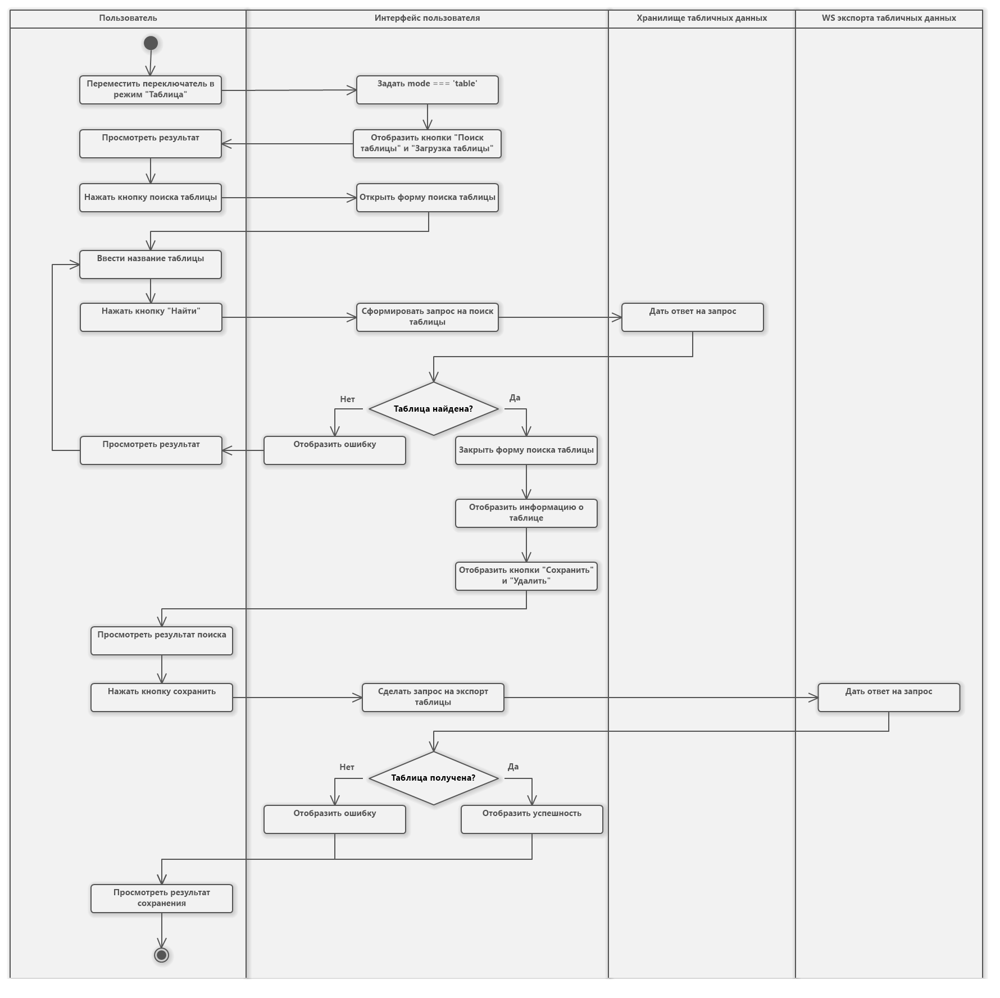 Пользователь
Интерфейс пользователя
Хранилище табличных данных
WS экспорта табличных данных
Переместить переключатель в
режим "Таблица"
Задать mode === 'table'
Просмотреть результат
Отобразить кнопки "Поиск
таблицы" и "Загрузка таблицы"
Нажать кнопку поиска таблицы
Открыть форму поиска таблицы
Ввести название таблицы
Нажать кнопку "Найти"
Сформировать запрос на поиск
таблицы
Дать ответ на запрос
Нет
Таблица найдена?
Да
Просмотреть результат
Отобразить ошибку
Закрыть форму поиска таблицы
Отобразить информацию о
таблице
Отобразить кнопки "Сохранить"
и "Удалить"
Просмотреть результат поиска
Нажать кнопку сохранить
Сделать запрос на экспорт
таблицы
Дать ответ на запрос
Нет
Таблица получена?
Да
Отобразить ошибку
Отобразить успешность
Просмотреть результат
сохранения